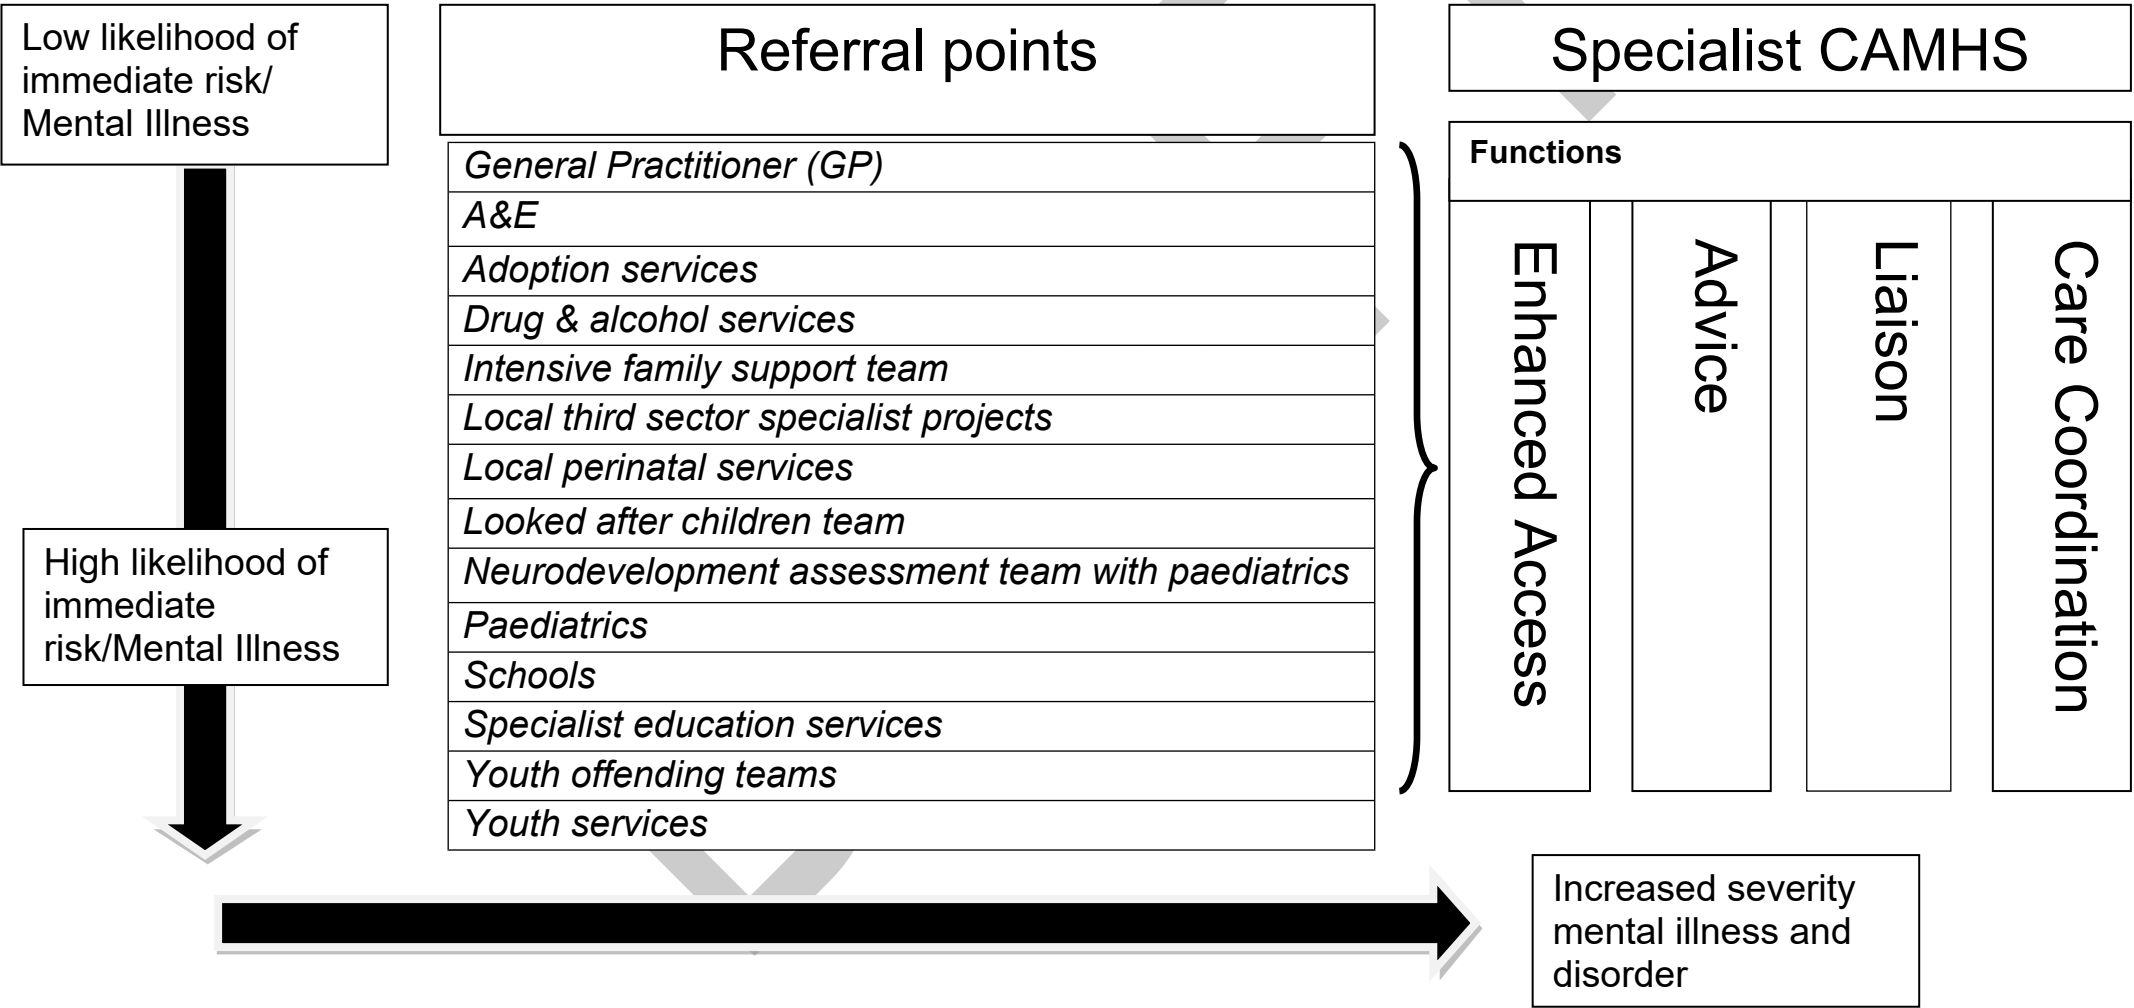 Low likelihood of
immediate risk/
Mental Illness
High likelihood of
immediate
risk/Mental Illness
Referral points
General Practitioner (GP)
A&E
Adoption services
Drug & alcohol services
Intensive family support team
Local third sector specialist projects
Local perinatal services
Looked after children team
Neurodevelopment assessment team with paediatrics
Paediatrics
Schools
Specialist education services
Youth offending teams
Youth services
Specialist CAMHS
Functions
Enhanced Access
Advice
Liaison
Care Coordination
Increased severity
mental illness and
disorder